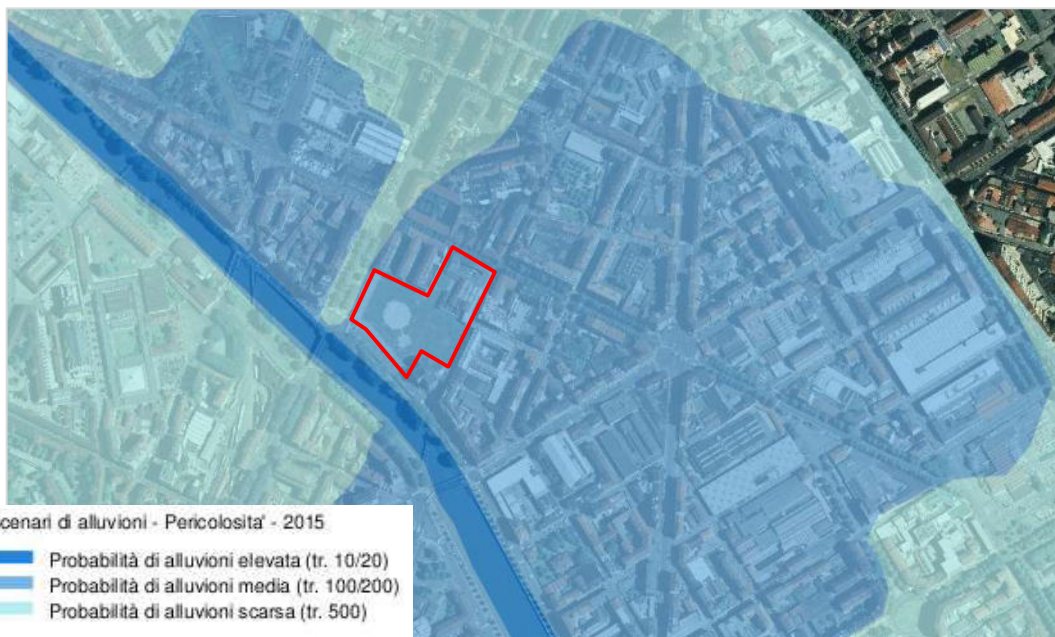 cenari di alluvioni - Pericolosita' - 2015
Probabilità di alluvioni elevata (tr. 10/20)
Probabilità di alluvioni media (tr. 100/200)
Probabilità di alluvioni scarsa (tr. 500)